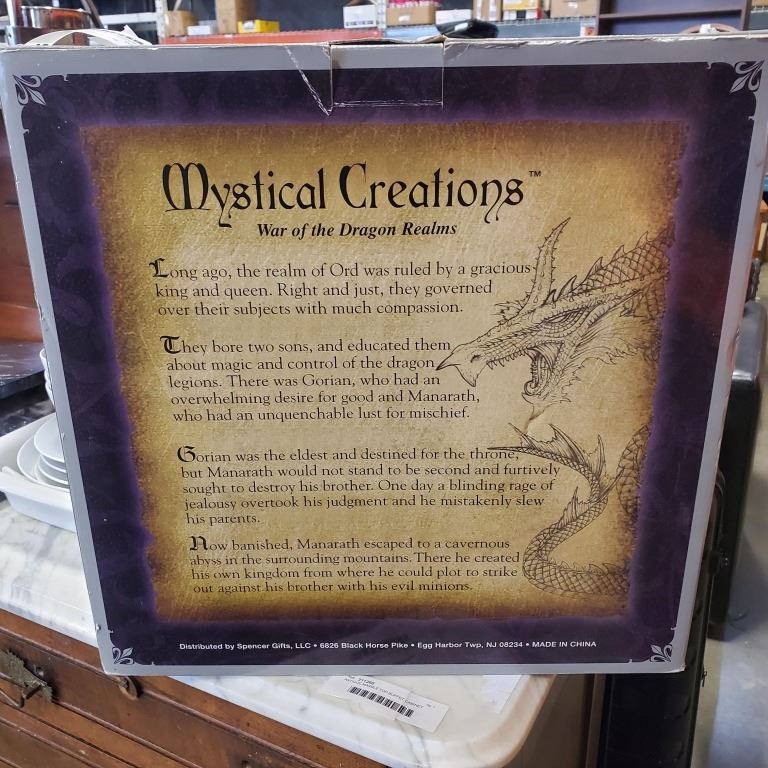 Mystical Creations™
War of the Dragon Realms
Long ago, the realm of Ord was ruled by a gracious
king and queen. Right and just, they governed
over their subjects with much compassion.
They bore two sons, and educated them
about magic and control of the dragon
legions. There was Gorian, who had an
overwhelming desire for good and Manarath,
who had an unquenchable lust for mischief.
Gorian was the eldest and destined for the throne,
but Manarath would not stand to be second and furtively
sought to destroy his brother. One day a blinding rage of
jealousy overtook his judgment and he mistakenly slew
his parents.
Now banished, Manarath escaped to a cavernous
abyss in the surrounding mountains. There he created
his own kingdom from where he could plot to strike
out against his brother with his evil minions.
Distributed by Spencer Gifts, LLC • 6826 Black Horse Pike • Egg Harbor Twp, NJ 08234 • MADE IN CHINA